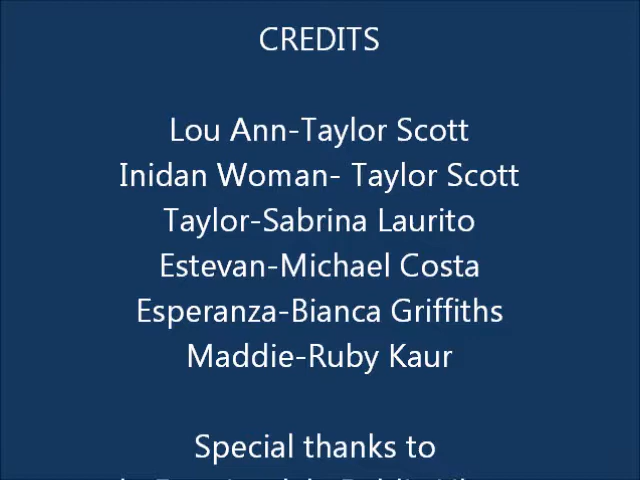 CREDITS
Lou Ann-Taylor Scott
Inidan Woman- Taylor Scott
Taylor-Sabrina Laurito
Estevan-Michael Costa
Esperanza-Bianca Griffiths
Maddie-Ruby Kaur
Special thanks to